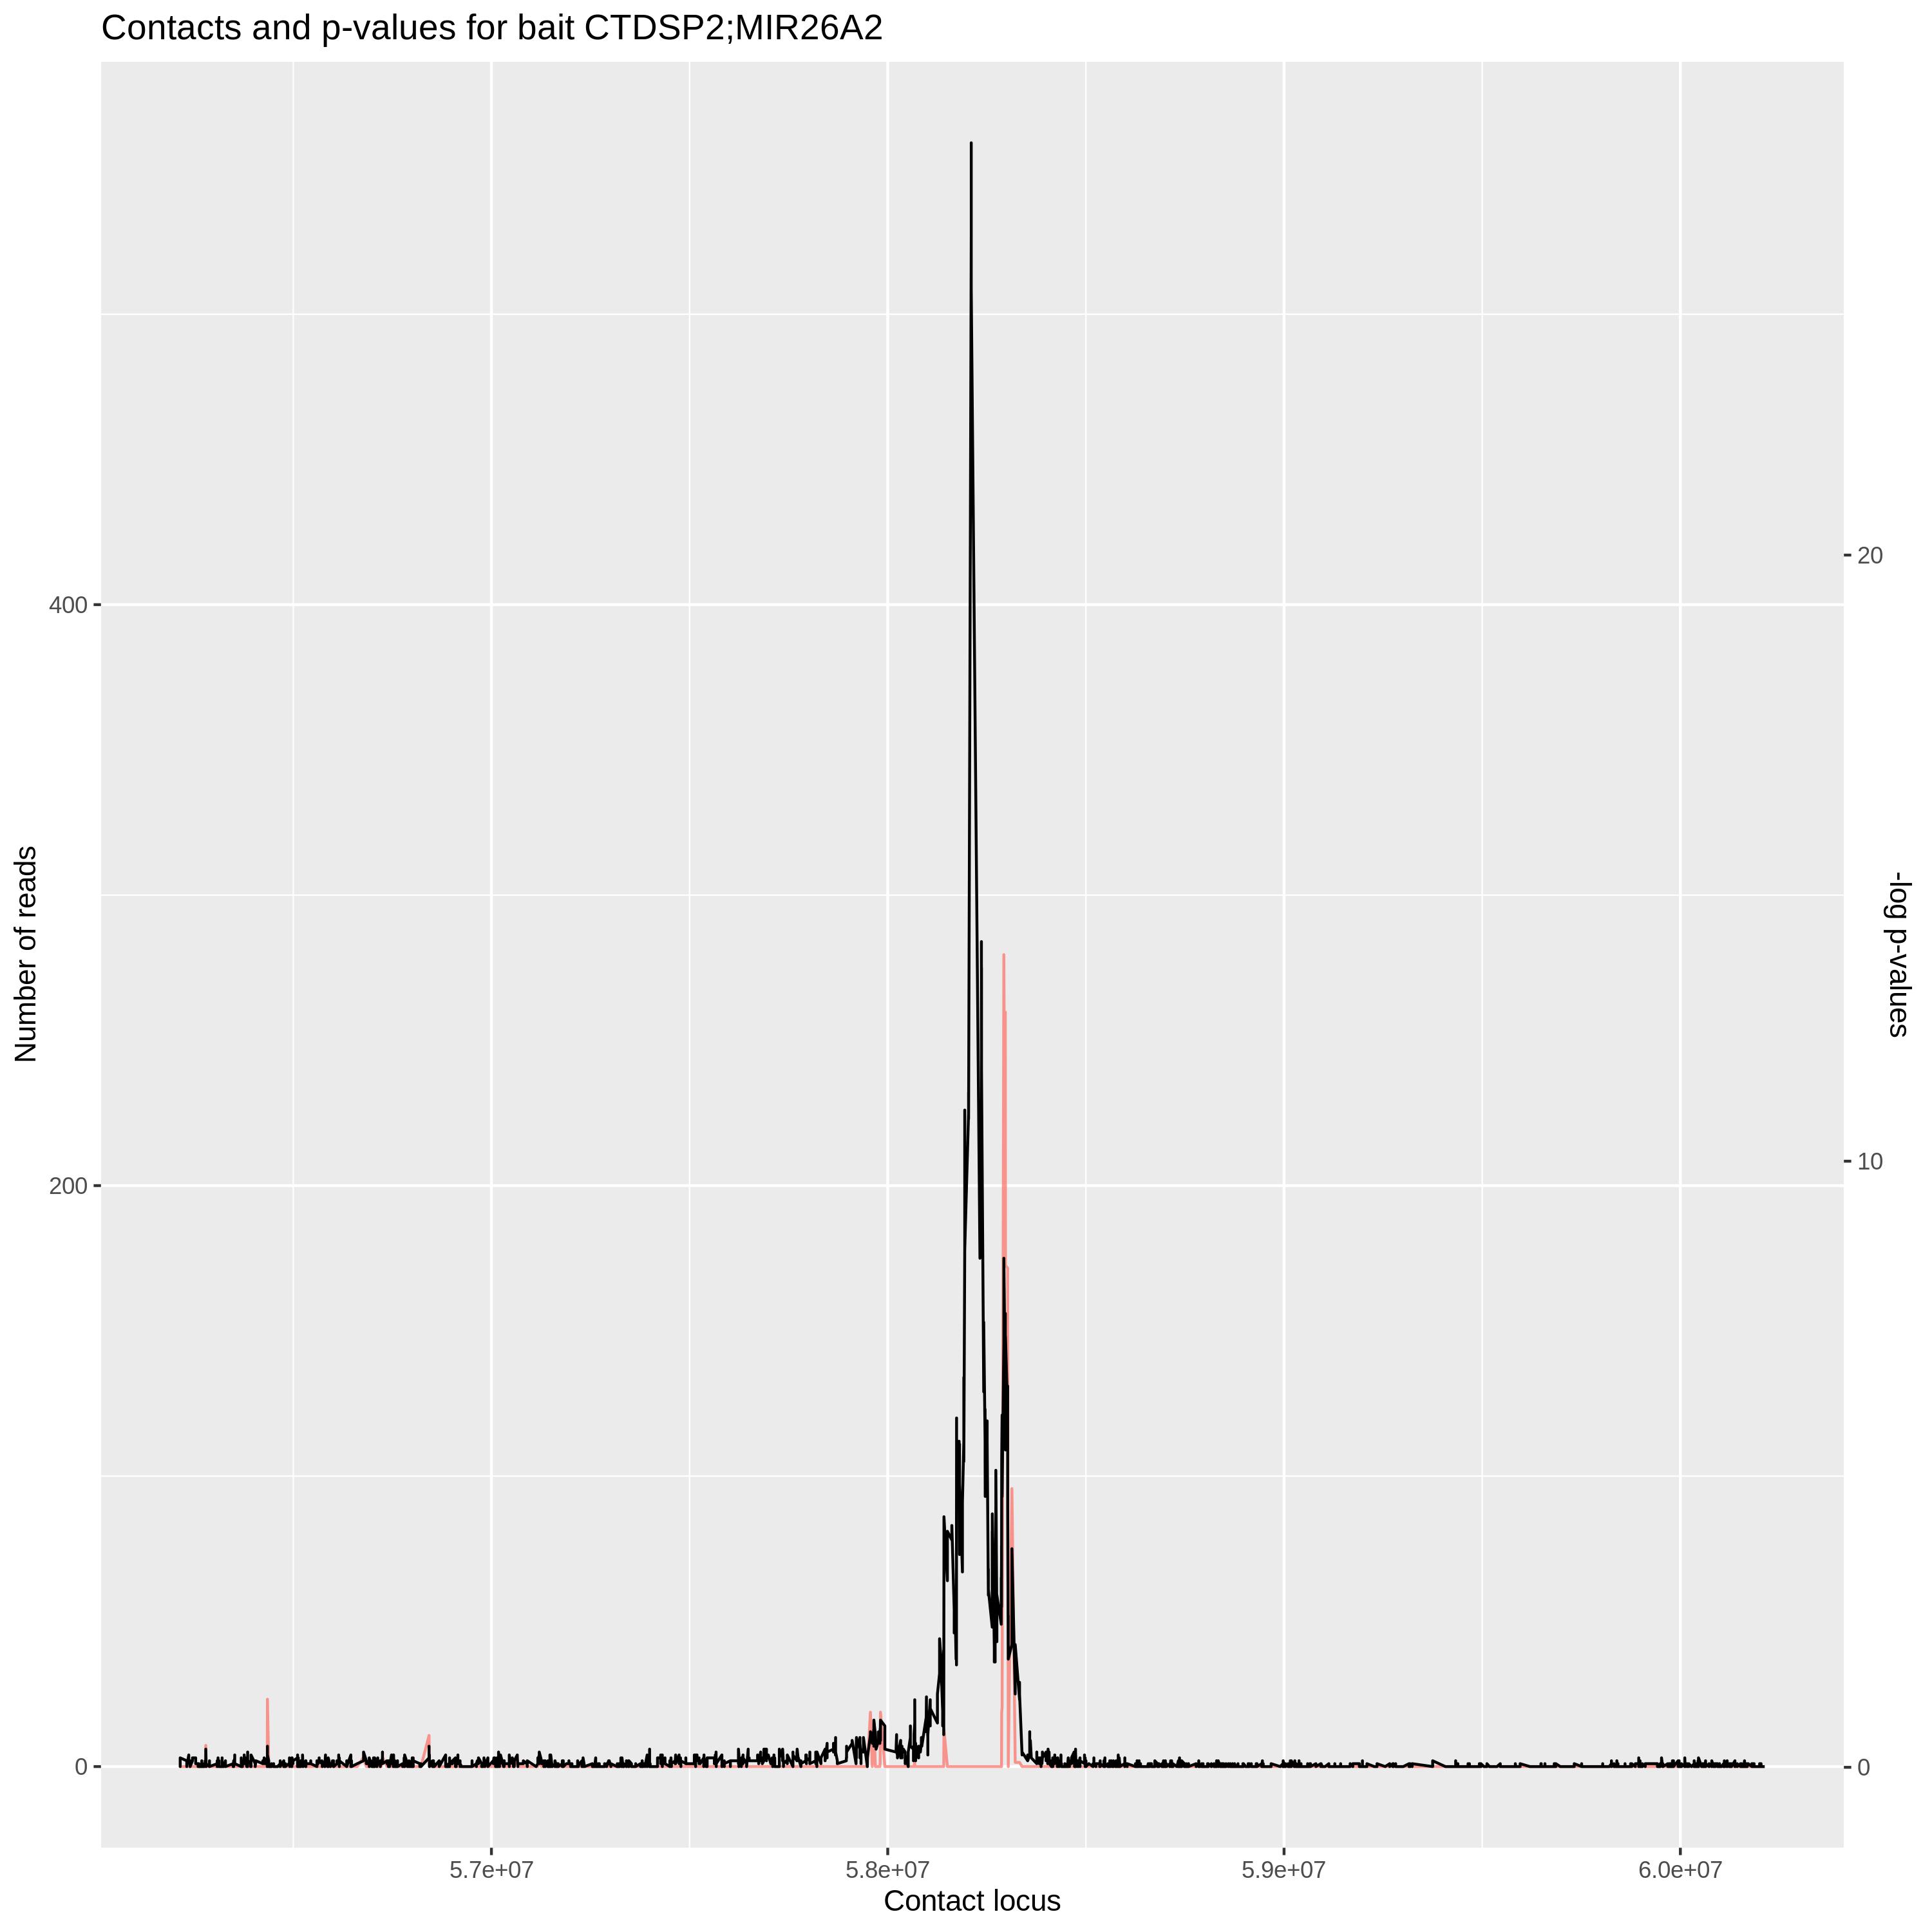 Contacts and p-values for bait CTDSP2;MIR26A2
Number of reads
400
200
0
20
10
0
-log p-values
5.7e+07
5.8e+07
5.9e+07
6.0e+07
Contact locus